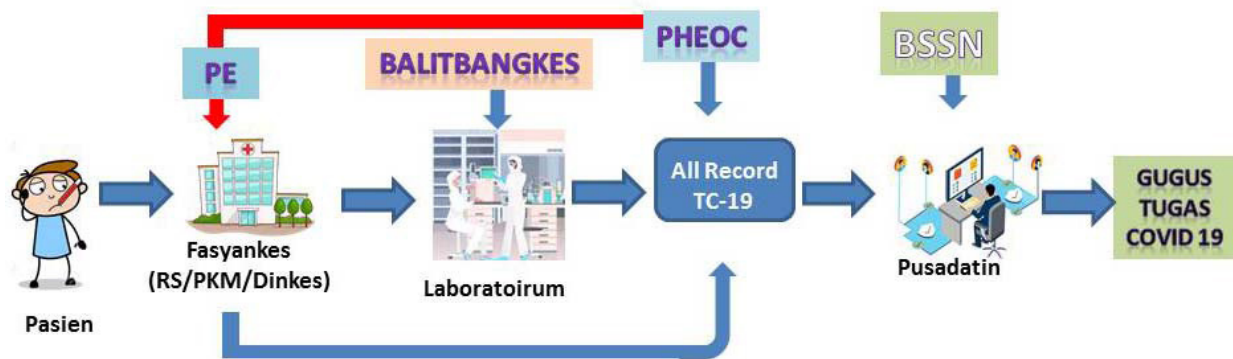 PHEOC
BSSN
PE
BALITBANGKES
All Record
TC-19
GUGUS
TUGAS
COVID 19
Fasyankes
(RS/PKM/Dinkes)
Laboratoirum
Pusadatin
Pasien